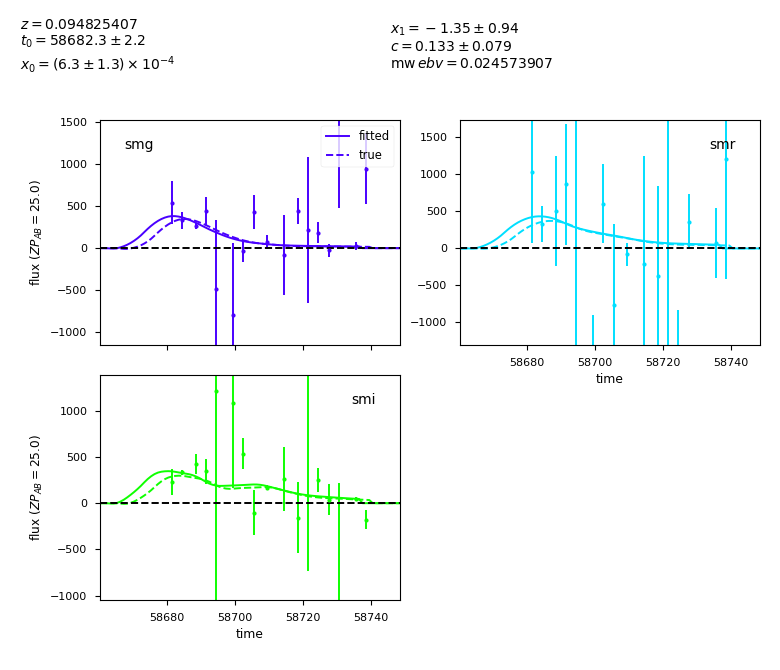 z = 0.094825407
t0 = 58682.3 ± 2.2
x0 = (6.3 ± 1.3) × 10^−4
x1 = −1.35 ± 0.94
c = 0.133 ± 0.079
mw ebv = 0.024573907
smg
fitted
true
1500
1000
500
0
−500
−1000
flux (ZP_AB = 25.0)
smr
1500
1000
500
0
−500
−1000
58680 58700 58720 58740
time
smi
1000
500
0
−500
−1000
flux (ZP_AB = 25.0)
58680 58700 58720 58740
time